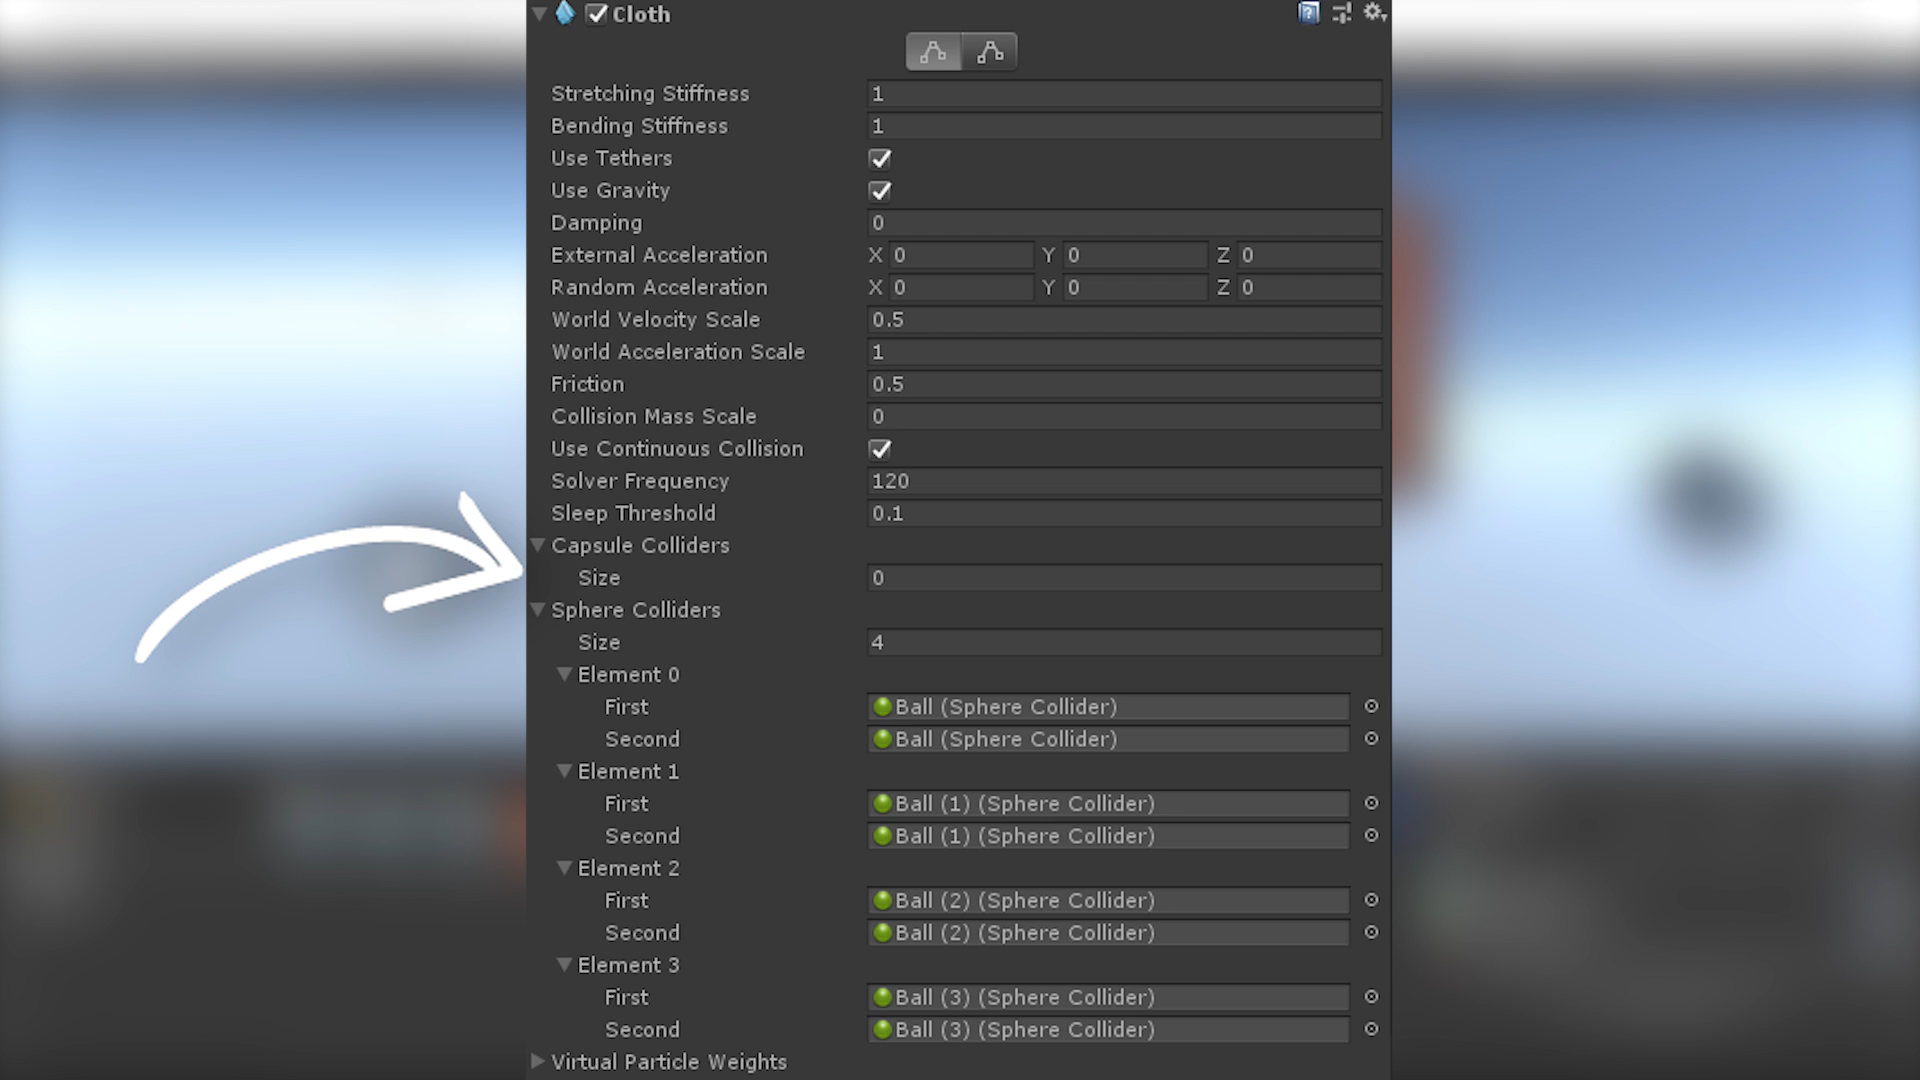 Cloth
Stretching Stiffness 1
Bending Stiffness 1
Use Tethers
Use Gravity
Damping 0
External Acceleration X 0 Y 0 Z 0
Random Acceleration X 0 Y 0 Z 0
World Velocity Scale 0.5
World Acceleration Scale 1
Friction 0.5
Collision Mass Scale 0
Use Continuous Collision
Solver Frequency 120
Sleep Threshold 0.1
Capsule Colliders
Size 0
Sphere Colliders
Size 4
Element 0
First Ball (Sphere Collider)
Second Ball (Sphere Collider)
Element 1
First Ball (1) (Sphere Collider)
Second Ball (1) (Sphere Collider)
Element 2
First Ball (2) (Sphere Collider)
Second Ball (2) (Sphere Collider)
Element 3
First Ball (3) (Sphere Collider)
Second Ball (3) (Sphere Collider)
Virtual Particle Weights